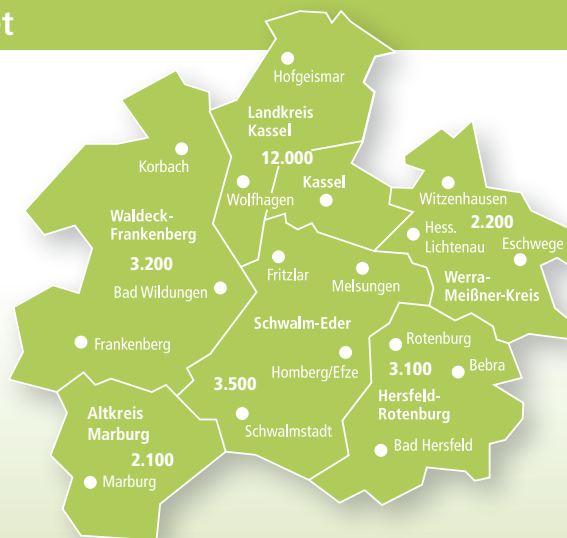 t
Hofgeismar
Landkreis
Kassel
12.000
Kassel
Wolfhagen
Korbach
Waldeck-
Frankenberg
3.200
Bad Wildungen
Frankenberg
Witzenhausen
Hess.
Lichtenau
2.200
Eschwege
Werra-
Meißner-Kreis
Fritzlar
Melsungen
Schwalm-Eder
Homberg/Efze
3.500
Schwalmstadt
Rotenburg
3.100
Bebra
Hersfeld-
Rotenburg
Bad Hersfeld
Altkreis
Marburg
2.100
Marburg